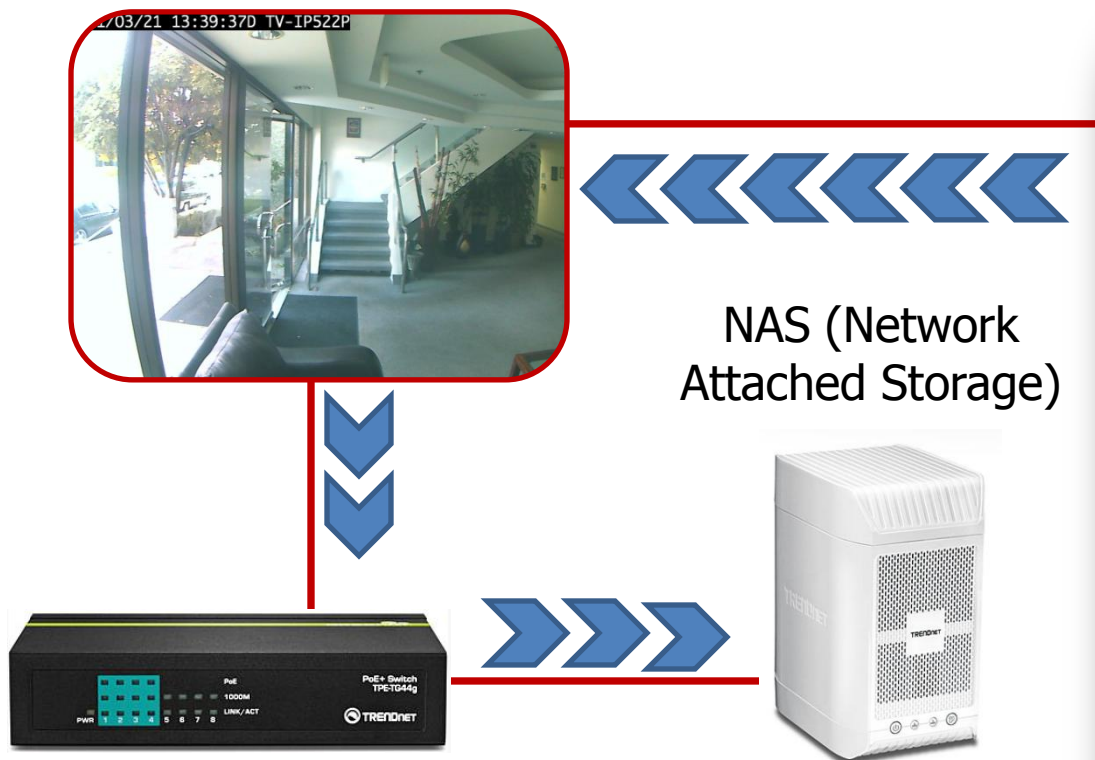 1/03/21 13:39:37D TV-IP522P
NAS (Network
Attached Storage)
PoE
1000M
LINK/ACT
PWR 1 2 3 4 5 6 7 8
PoE+ Switch
TPE-TG44g
TRENDNET
TRENDNET
TRENDNET